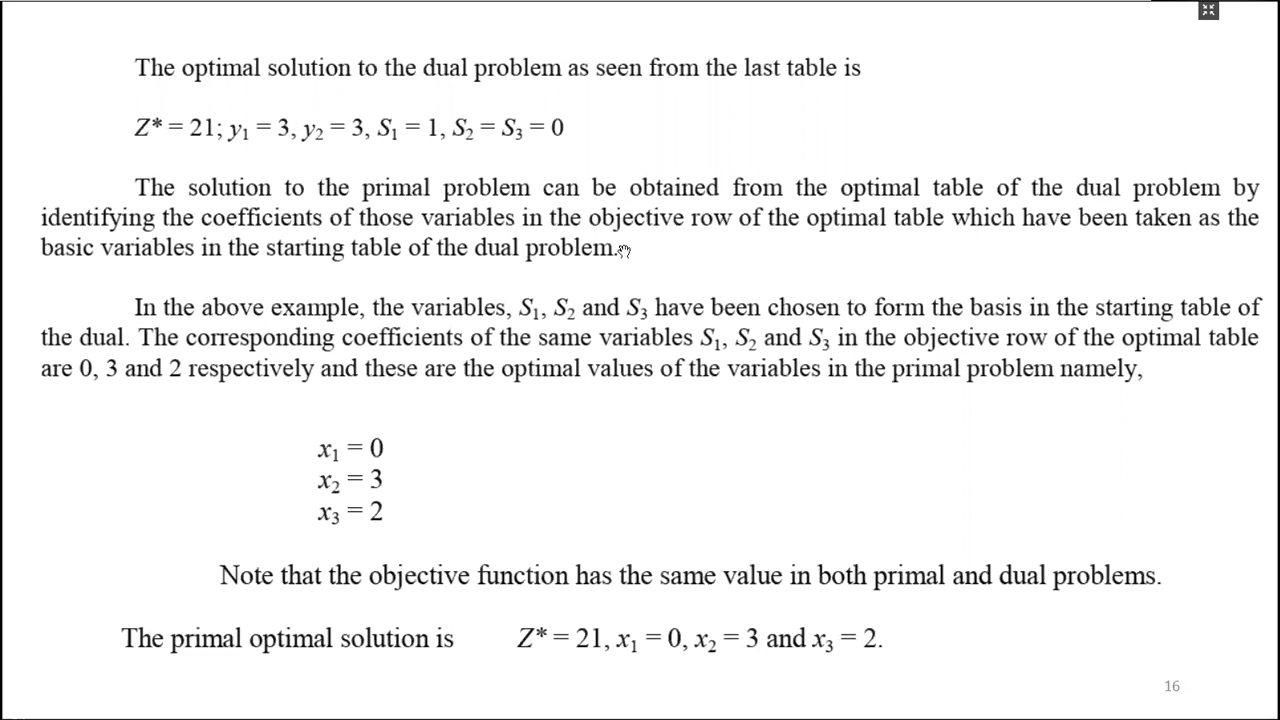 The optimal solution to the dual problem as seen from the last table is
Z* = 21; y₁ = 3, y₂ = 3, S₁ = 1, S₂ = S₃ = 0
The solution to the primal problem can be obtained from the optimal table of the dual problem by
identifying the coefficients of those variables in the objective row of the optimal table which have been taken as the
basic variables in the starting table of the dual problem.
In the above example, the variables, S₁, S₂ and S₃ have been chosen to form the basis in the starting table of
the dual. The corresponding coefficients of the same variables S₁, S₂ and S₃ in the objective row of the optimal table
are 0, 3 and 2 respectively and these are the optimal values of the variables in the primal problem namely,
x₁ = 0
x₂ = 3
x₃ = 2
Note that the objective function has the same value in both primal and dual problems.
The primal optimal solution is Z* = 21, x₁ = 0, x₂ = 3 and x₃ = 2.
16